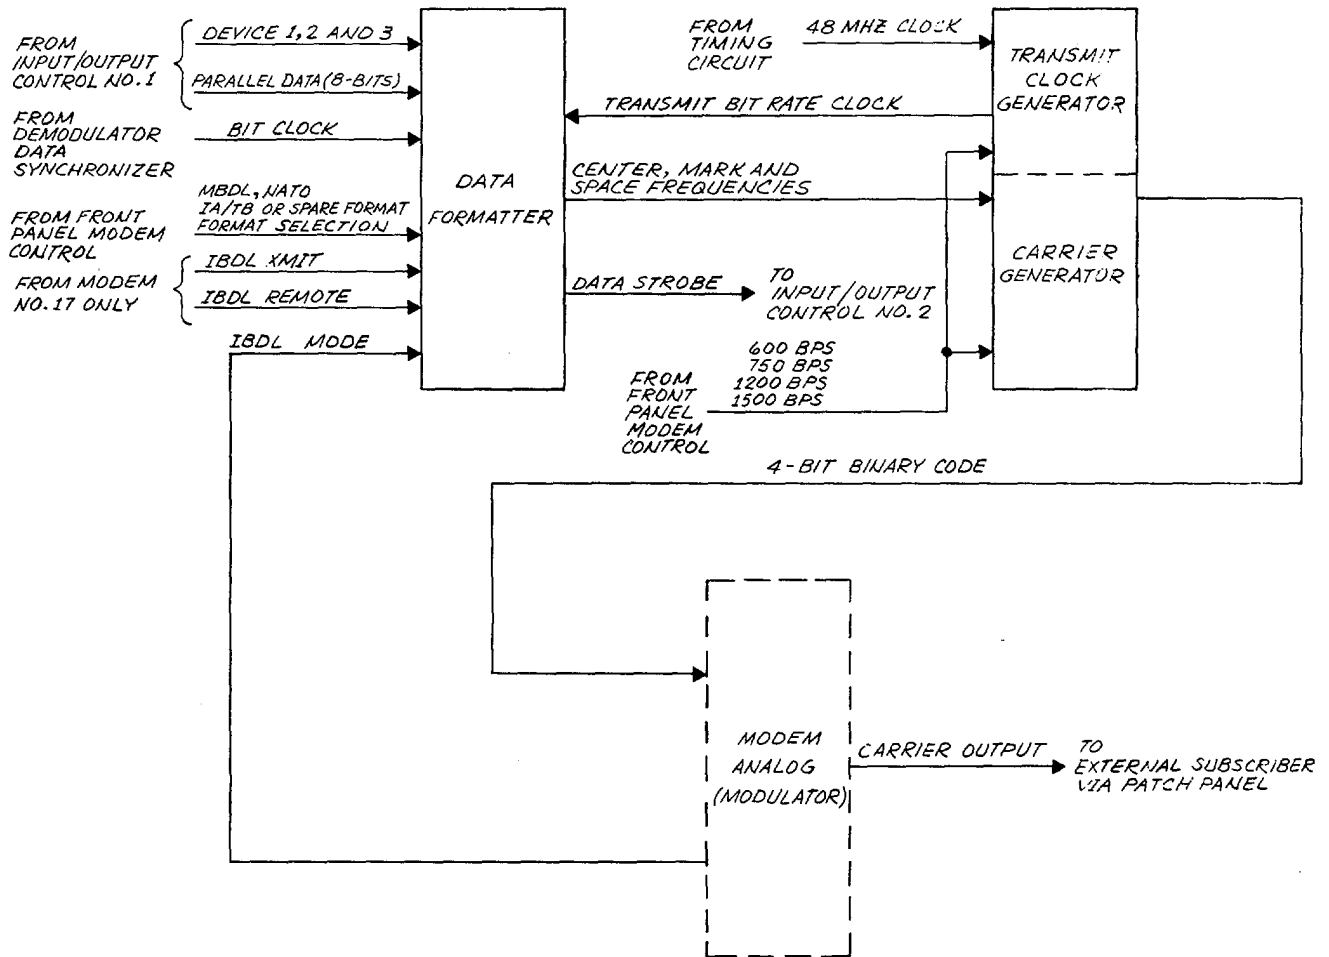 FROM
INPUT/OUTPUT
CONTROL NO. 1
DEVICE 1, 2 AND 3
PARALLEL DATA (8-BITS)
FROM
DEMODULATOR
DATA
SYNCHRONIZER
BIT CLOCK
FROM FRONT
PANEL MODEM
CONTROL
MBDL, NATO
IA/TB OR SPARE FORMAT
FORMAT SELECTION
FROM MODEM
NO. 17 ONLY
IBDL XMIT
IBDL REMOTE
IBDL MODE
DATA
FORMATTER
FROM
TIMING
CIRCUIT
48 MHZ CLOCK
TRANSMIT BIT RATE CLOCK
CENTER, MARK AND
SPACE FREQUENCIES
DATA STROBE
TO
INPUT/OUTPUT
CONTROL NO. 2
TRANSMIT
CLOCK
GENERATOR
CARRIER
GENERATOR
FROM
FRONT
PANEL
MODEM
CONTROL
600 BPS
750 BPS
1200 BPS
1500 BPS
4-BIT BINARY CODE
MODEM
ANALOG
(MODULATOR)
CARRIER OUTPUT
TO
EXTERNAL SUBSCRIBER
VIA PATCH PANEL